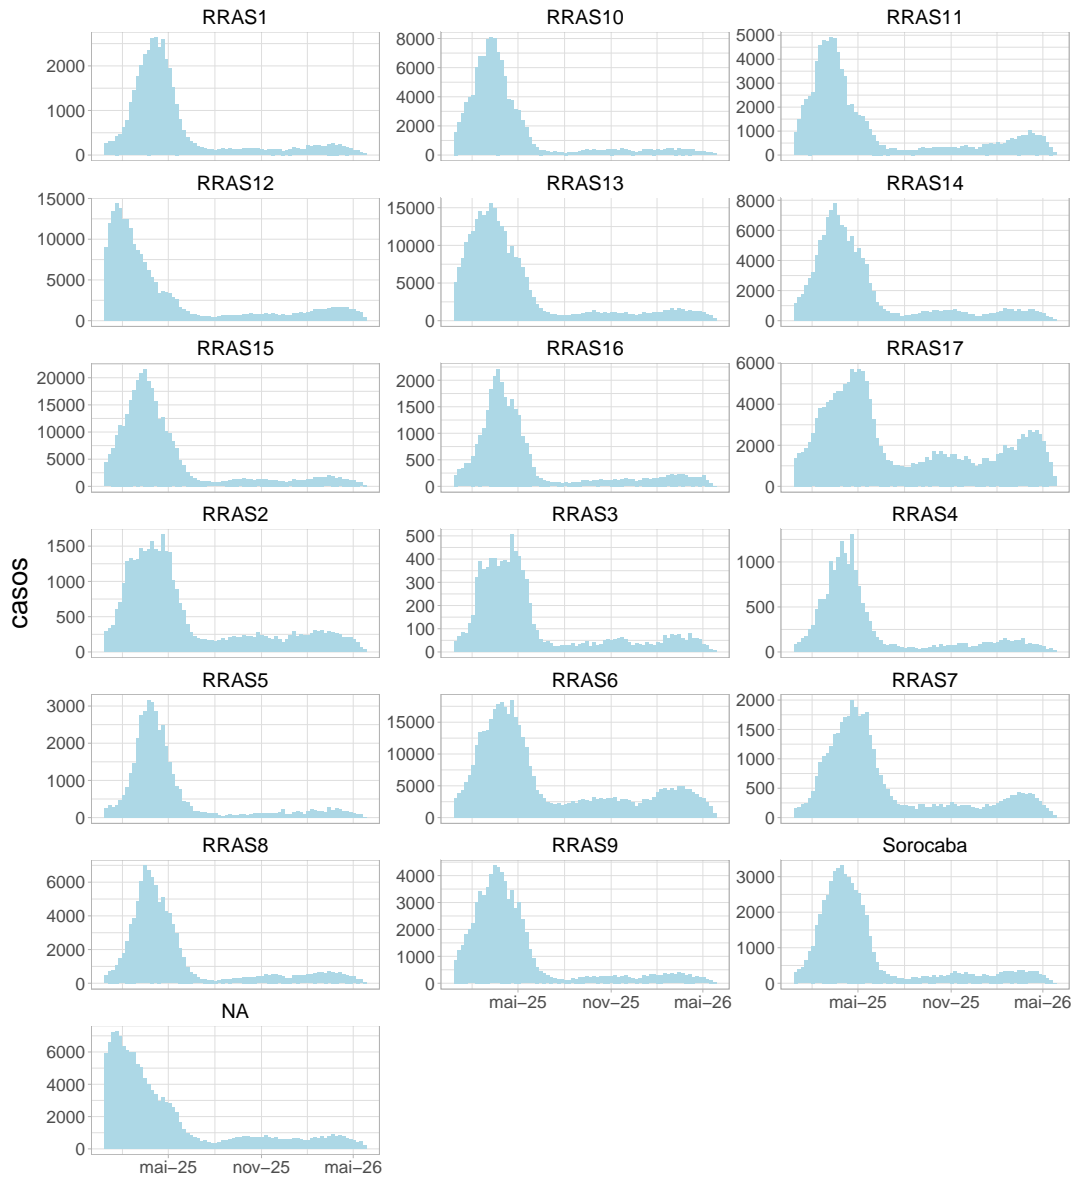 RRAS1 RRAS10 RRAS11
2000 1000 0
8000 6000 4000 2000 0
5000 4000 3000 2000 1000 0
RRAS12 RRAS13 RRAS14
15000 10000 5000 0
15000 10000 5000 0
8000 6000 4000 2000 0
RRAS15 RRAS16 RRAS17
20000 15000 10000 5000 0
2000 1500 1000 500 0
6000 4000 2000 0
RRAS2 RRAS3 RRAS4
1500 1000 500 0
500 400 300 200 100 0
1000 500 0
casos
RRAS5 RRAS6 RRAS7
3000 2000 1000 0
15000 10000 5000 0
2000 1500 1000 500 0
RRAS8 RRAS9 Sorocaba
6000 4000 2000 0
4000 3000 2000 1000 0
3000 2000 1000 0
mai−25 nov−25 mai−26
mai−25 nov−25 mai−26
NA
6000 4000 2000 0
mai−25 nov−25 mai−26